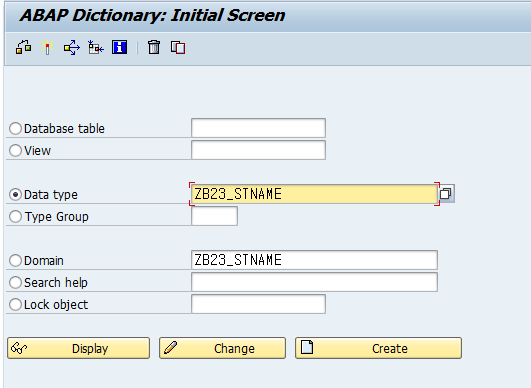 ABAP Dictionary: Initial Screen
Database table
View
Data type ZB23_STNAME
Type Group
Domain ZB23_STNAME
Search help
Lock object
Display Change Create